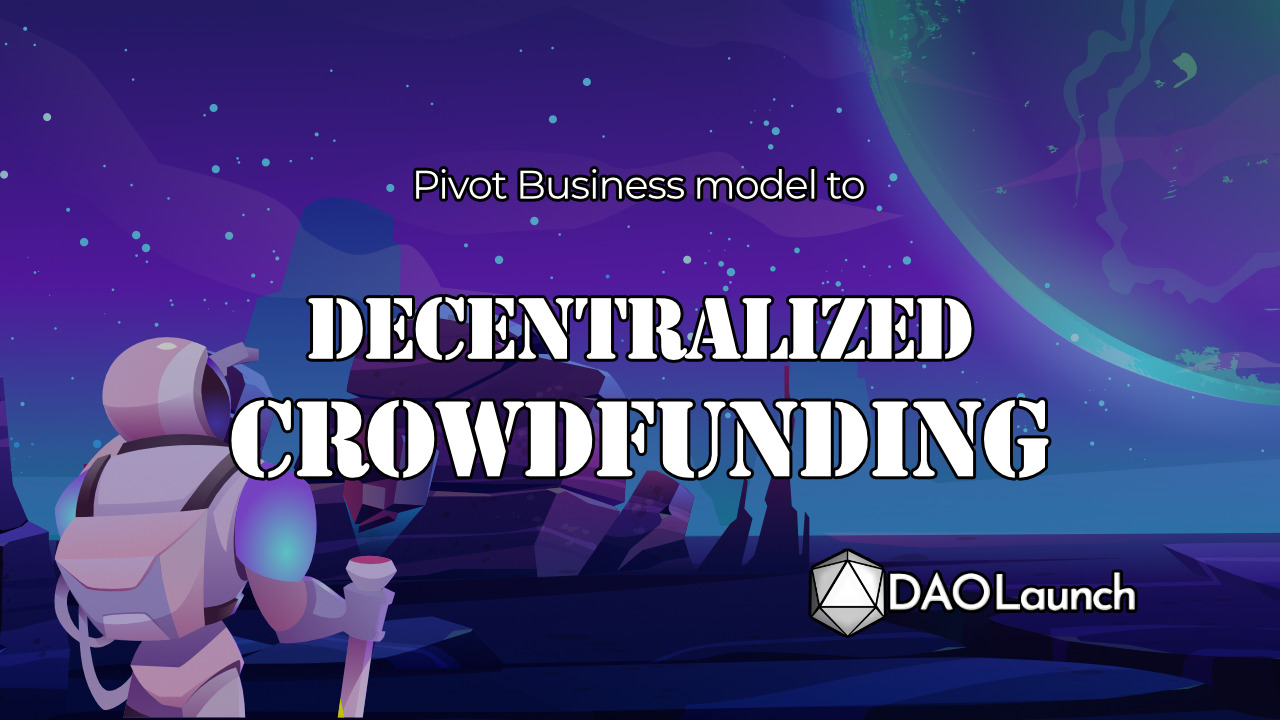 Pivot Business model to
DECENTRALIZED
CROWDFUNDING
DAOLaunch